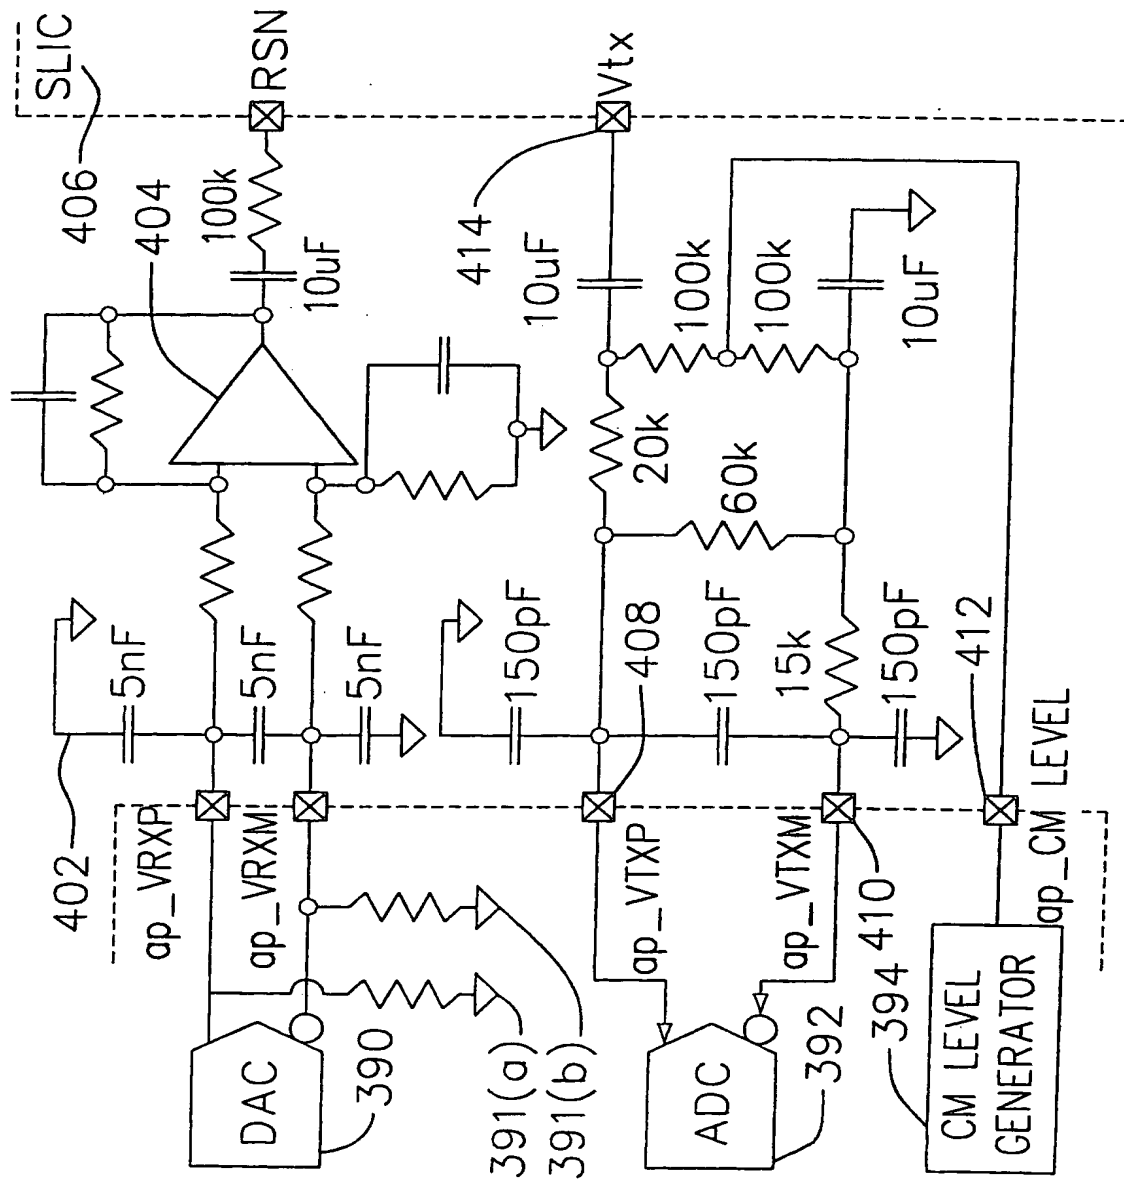 SLIC
406
RSN
100k
404
10uF
402
5nF
5nF
5nF
ap_VRXP
ap_VRXM
DAC
390
391(a)
391(b)
Vtx
414
10uF
100k
100k
10uF
20k
60k
150pF
408
150pF
15k
150pF
412
ap_VTXP
ap_VTXM
410
ap_CM LEVEL
ADC
392
394
CM LEVEL
GENERATOR